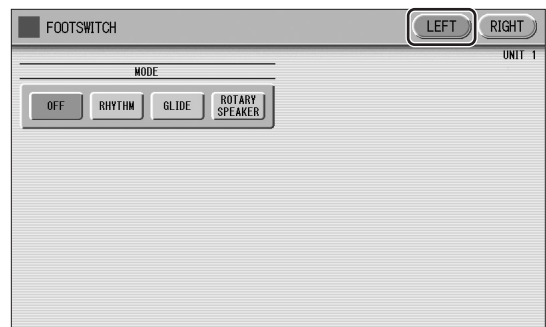 FOOTSWITCH LEFT RIGHT
UNIT 1
MODE
OFF RHYTHM GLIDE ROTARY SPEAKER